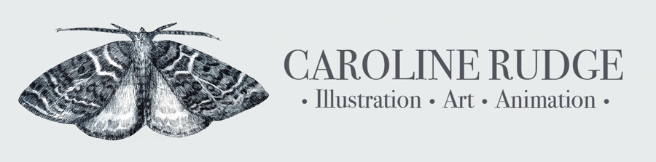 CAROLINE RUDGE
• Illustration • Art • Animation •